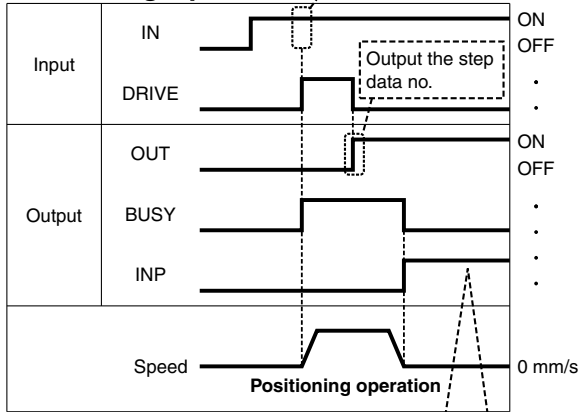 IN
ON
OFF
Input
Output the step
data no.
DRIVE
OUT
ON
OFF
Output
BUSY
INP
Speed
0 mm/s
Positioning operation